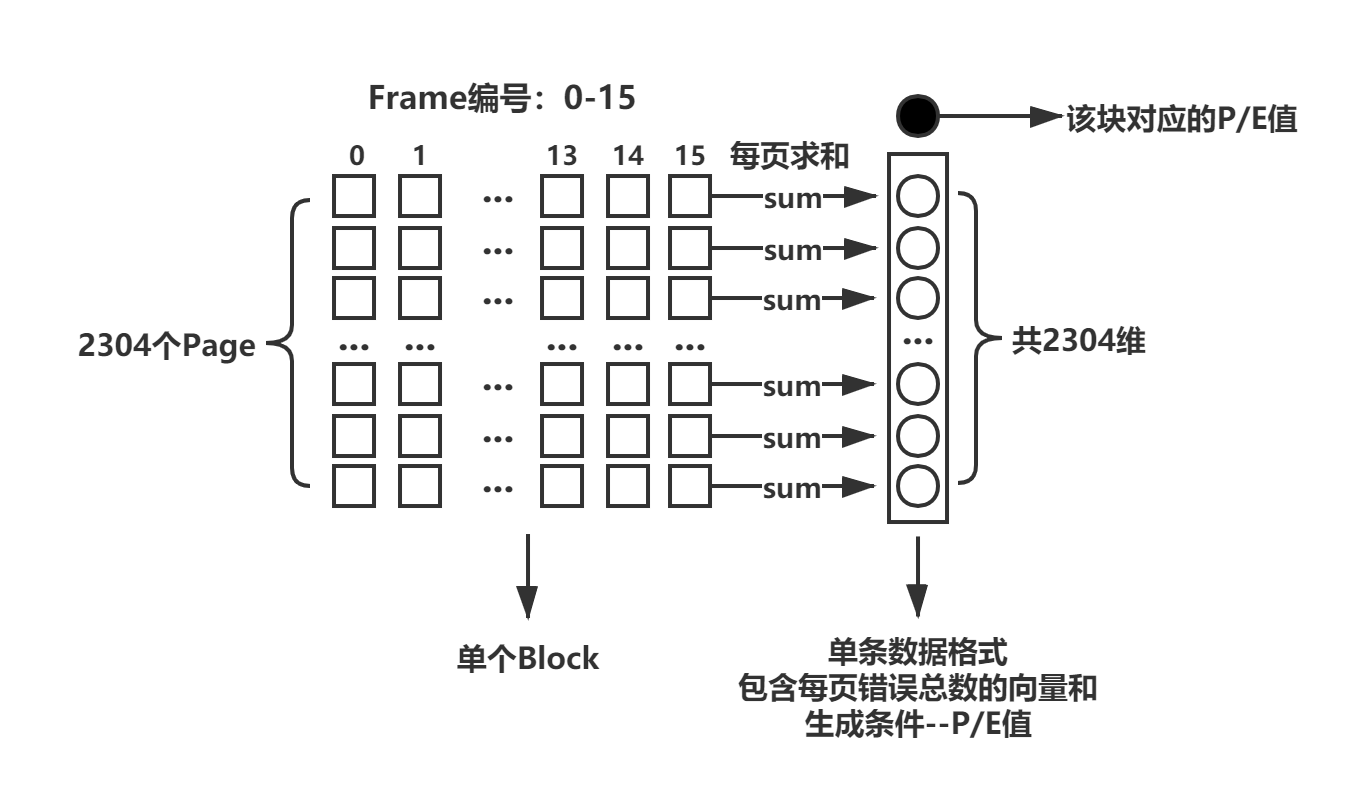 Frame编号：0-15
该块对应的P/E值
0 1 13 14 15 每页求和
... sum
... sum
... sum
2304个Page ... ... ... ... ... ... 共2304维
... sum
... sum
... sum
单个Block
单条数据格式
包含每页错误总数的向量和
生成条件--P/E值